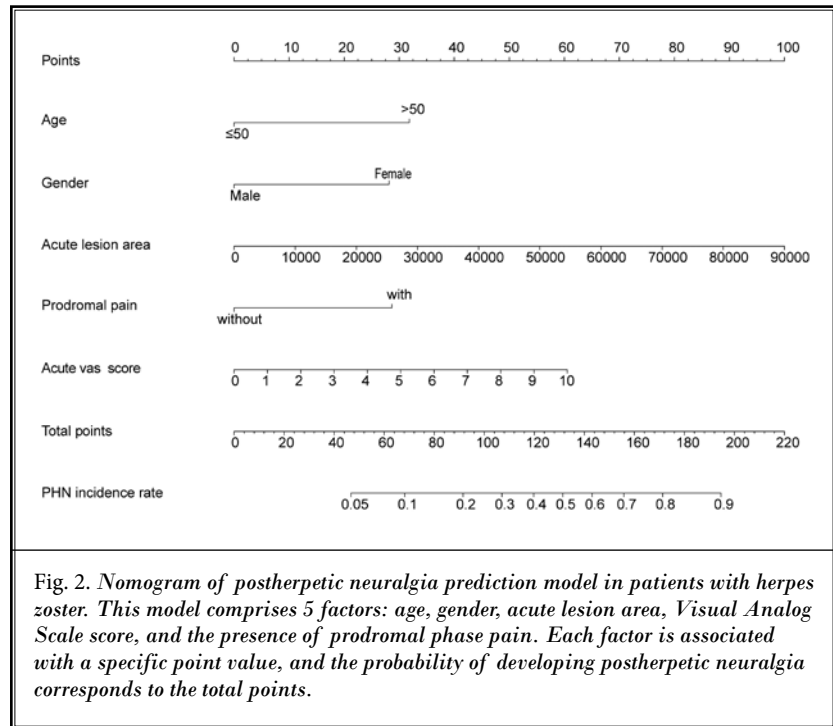 Points
0 10 20 30 40 50 60 70 80 90 100
Age
>50
≤50
Gender
Female
Male
Acute lesion area
0 10000 20000 30000 40000 50000 60000 70000 80000 90000
Prodromal pain
with
without
Acute vas score
0 1 2 3 4 5 6 7 8 9 10
Total points
0 20 40 60 80 100 120 140 160 180 200 220
PHN incidence rate
0.05 0.1 0.2 0.3 0.4 0.5 0.6 0.7 0.8 0.9
Fig. 2. Nomogram of postherpetic neuralgia prediction model in patients with herpes
zoster. This model comprises 5 factors: age, gender, acute lesion area, Visual Analog
Scale score, and the presence of prodromal phase pain. Each factor is associated
with a specific point value, and the probability of developing postherpetic neuralgia
corresponds to the total points.